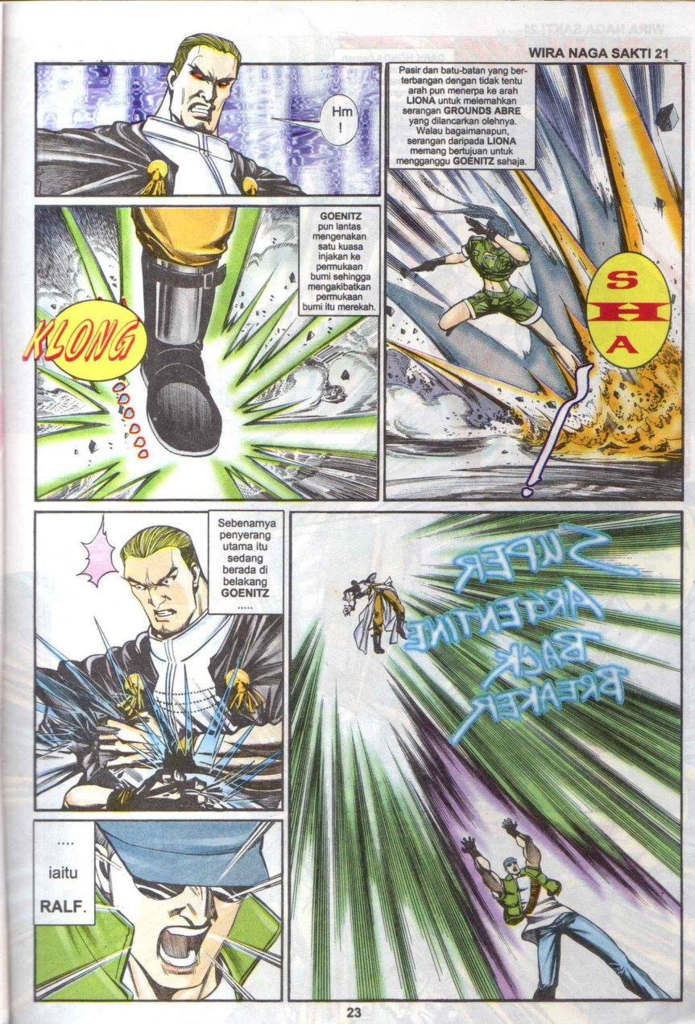 WIRA NAGA SAKTI 21
Hm
!
Pasir dan batu-batan yang ber-
terbangan dengan tidak tentu
arah pun menerpa ke arah
LIONA untuk melemahkan
serangan GROUNDS ABRE
yang dilancarkan olehnya.
Walau bagaimanapun,
serangan daripada LIONA
memang bertujuan untuk
mengganggu GOENITZ sahaja.
GOENITZ
pun lantas
mengenakan
satu kuasa
injakan ke
permukaan
bumi sehingga
mengakibatkan
permukaan
bumi itu merekah.
KLONG
SHA
Sebenarnya
penyerang
utama itu
sedang
berada di
belakang
GOENITZ
.....
SUPER
ARGENTINE
BACK
BREAKER
....
iaitu
RALF.
23